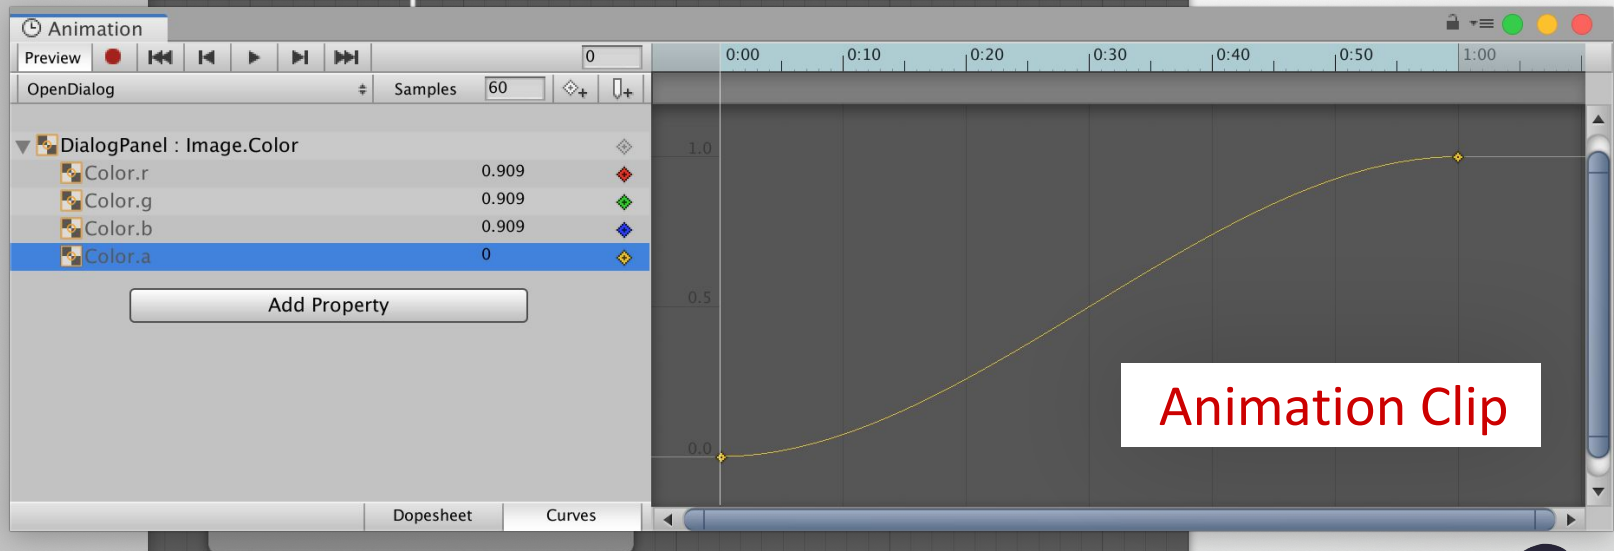 Animation
Preview 0 0:00 0:10 0:20 0:30 0:40 0:50 1:00
OpenDialog Samples 60
DialogPanel : Image.Color
Color.r 0.909
Color.g 0.909
Color.b 0.909
Color.a 0
Add Property
1.0
0.5
0.0
Animation Clip
Dopesheet Curves